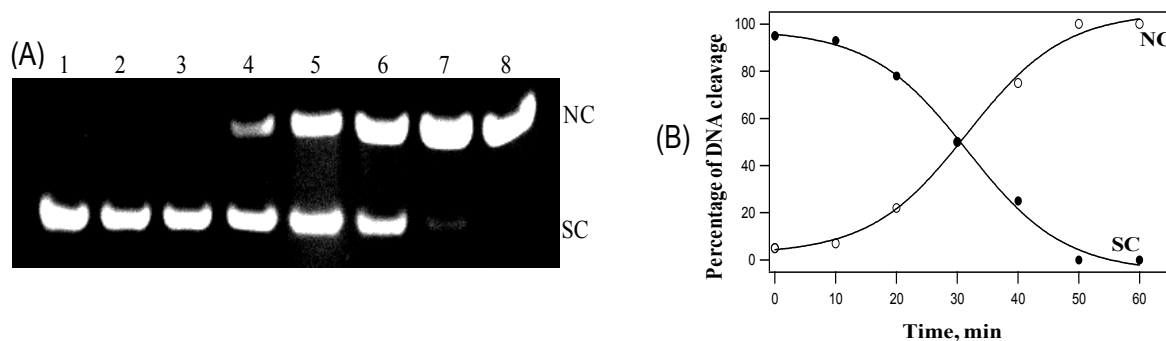 (A)
1 2 3 4 5 6 7 8
NC
SC
(B)
Percentage of DNA cleavage
100
80
60
40
20
0
NC
SC
0 10 20 30 40 50 60
Time, min